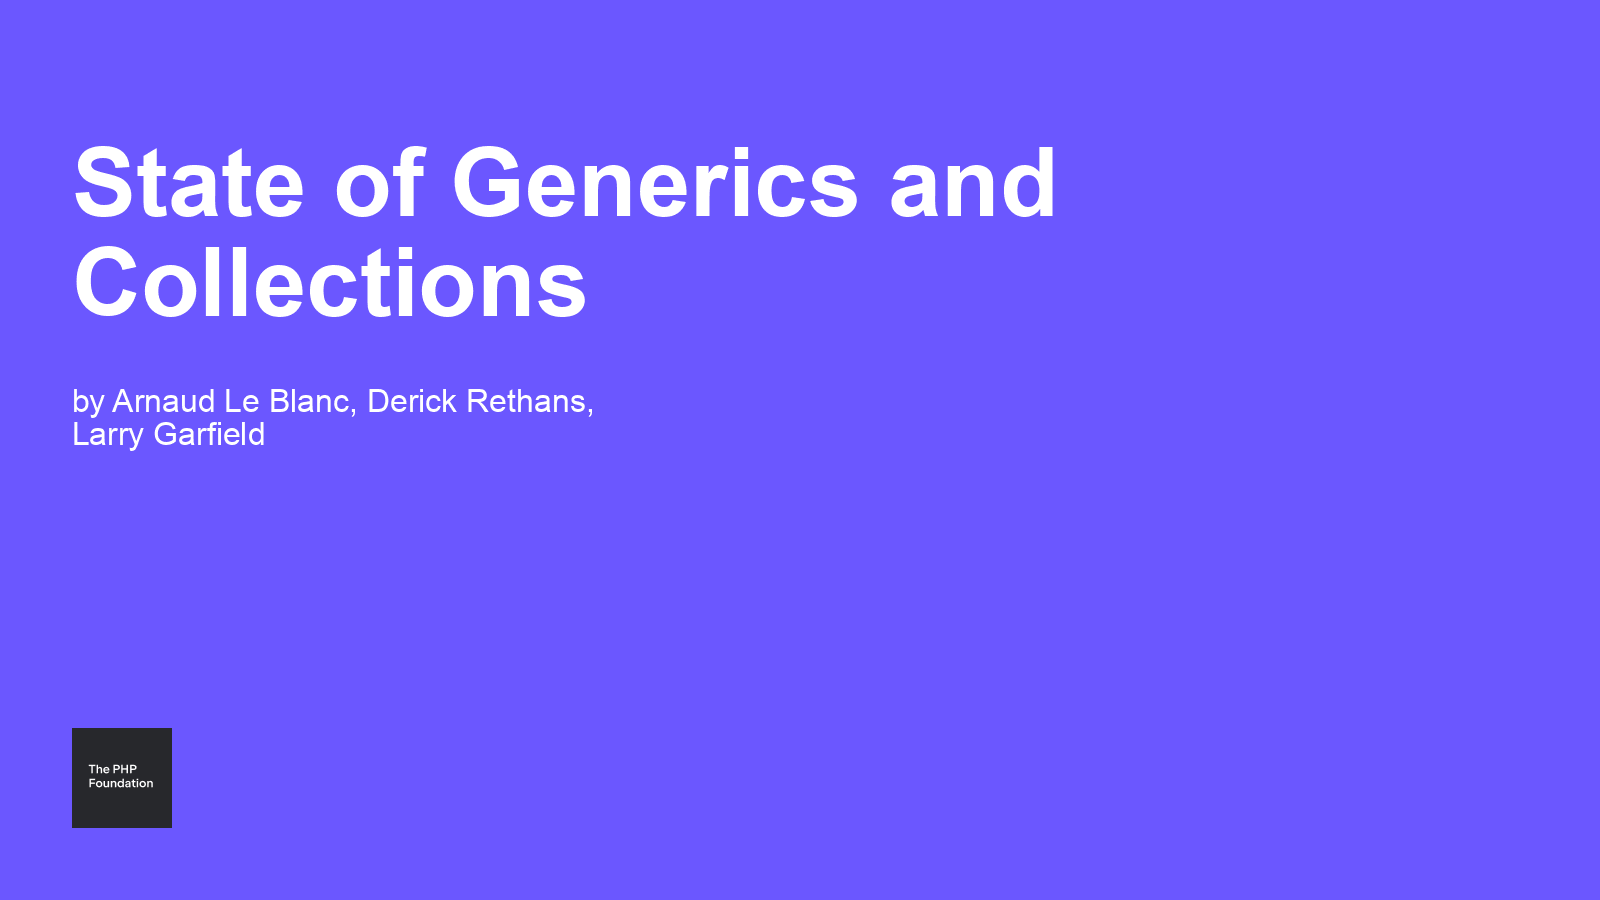 State of Generics and
Collections
by Arnaud Le Blanc, Derick Rethans,
Larry Garfield
The PHP
Foundation